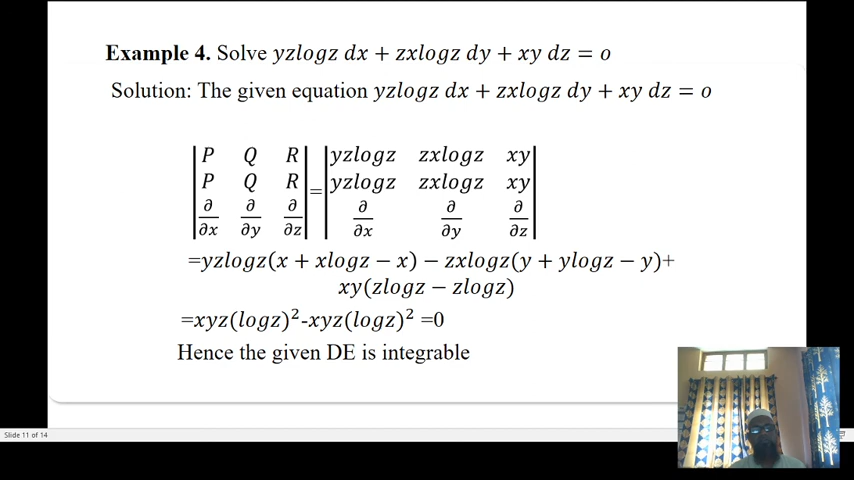 Example 4. Solve yzlogz dx + zxlogz dy + xy dz = o
Solution: The given equation yzlogz dx + zxlogz dy + xy dz = o
|P Q R| |yzlogz zxlogz xy|
|P Q R|=|yzlogz zxlogz xy|
|∂/∂x ∂/∂y ∂/∂z| |∂/∂x ∂/∂y ∂/∂z|
=yzlogz(x + xlogz − x) − zxlogz(y + ylogz − y)+
xy(zlogz − zlogz)
=xyz(logz)²-xyz(logz)² =0
Hence the given DE is integrable
Slide 11 of 14